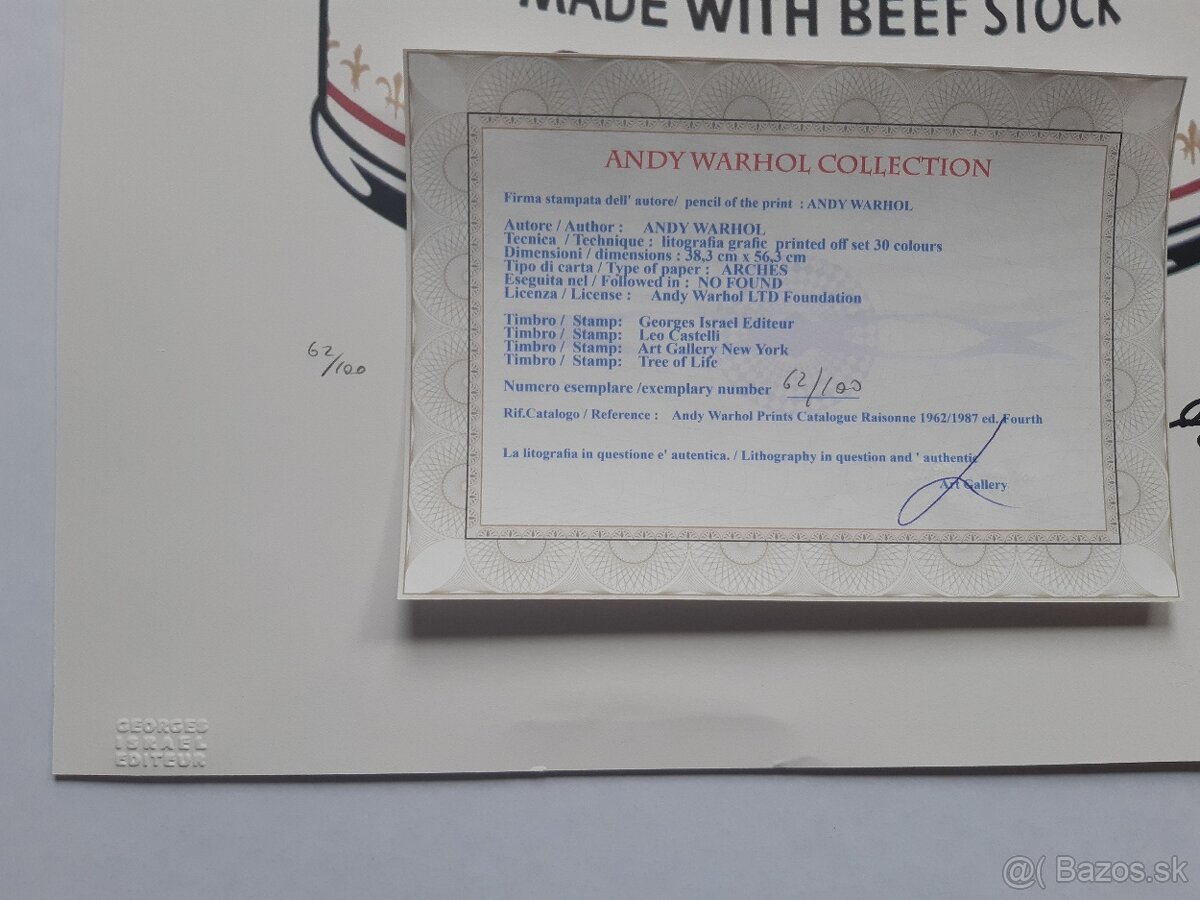 MADE WITH BEEF STOCK
ANDY WARHOL COLLECTION
Firma stampata dell' autore/ pencil of the print : ANDY WARHOL
Autore / Author : ANDY WARHOL
Tecnica / Technique : litografia grafic printed off set 30 colours
Dimensioni / dimensions : 38,3 cm x 56,3 cm
Tipo di carta / Type of paper : ARCHES
Eseguita nel / Followed in : NO FOUND
Licenza / License : Andy Warhol LTD Foundation
Timbro / Stamp: Georges Israel Editeur
Timbro / Stamp: Leo Castelli
Timbro / Stamp: Art Gallery New York
Timbro / Stamp: Tree of Life
Numero esemplare /exemplary number 62/100
Rif.Catalogo / Reference : Andy Warhol Prints Catalogue Raisonne 1962/1987 ed. Fourth
La litografia in questione e' autentica. / Lithography in question and ' authentic
Art Gallery
62/100
GEORGES
ISRAEL
EDITEUR
@( Bazos.sk